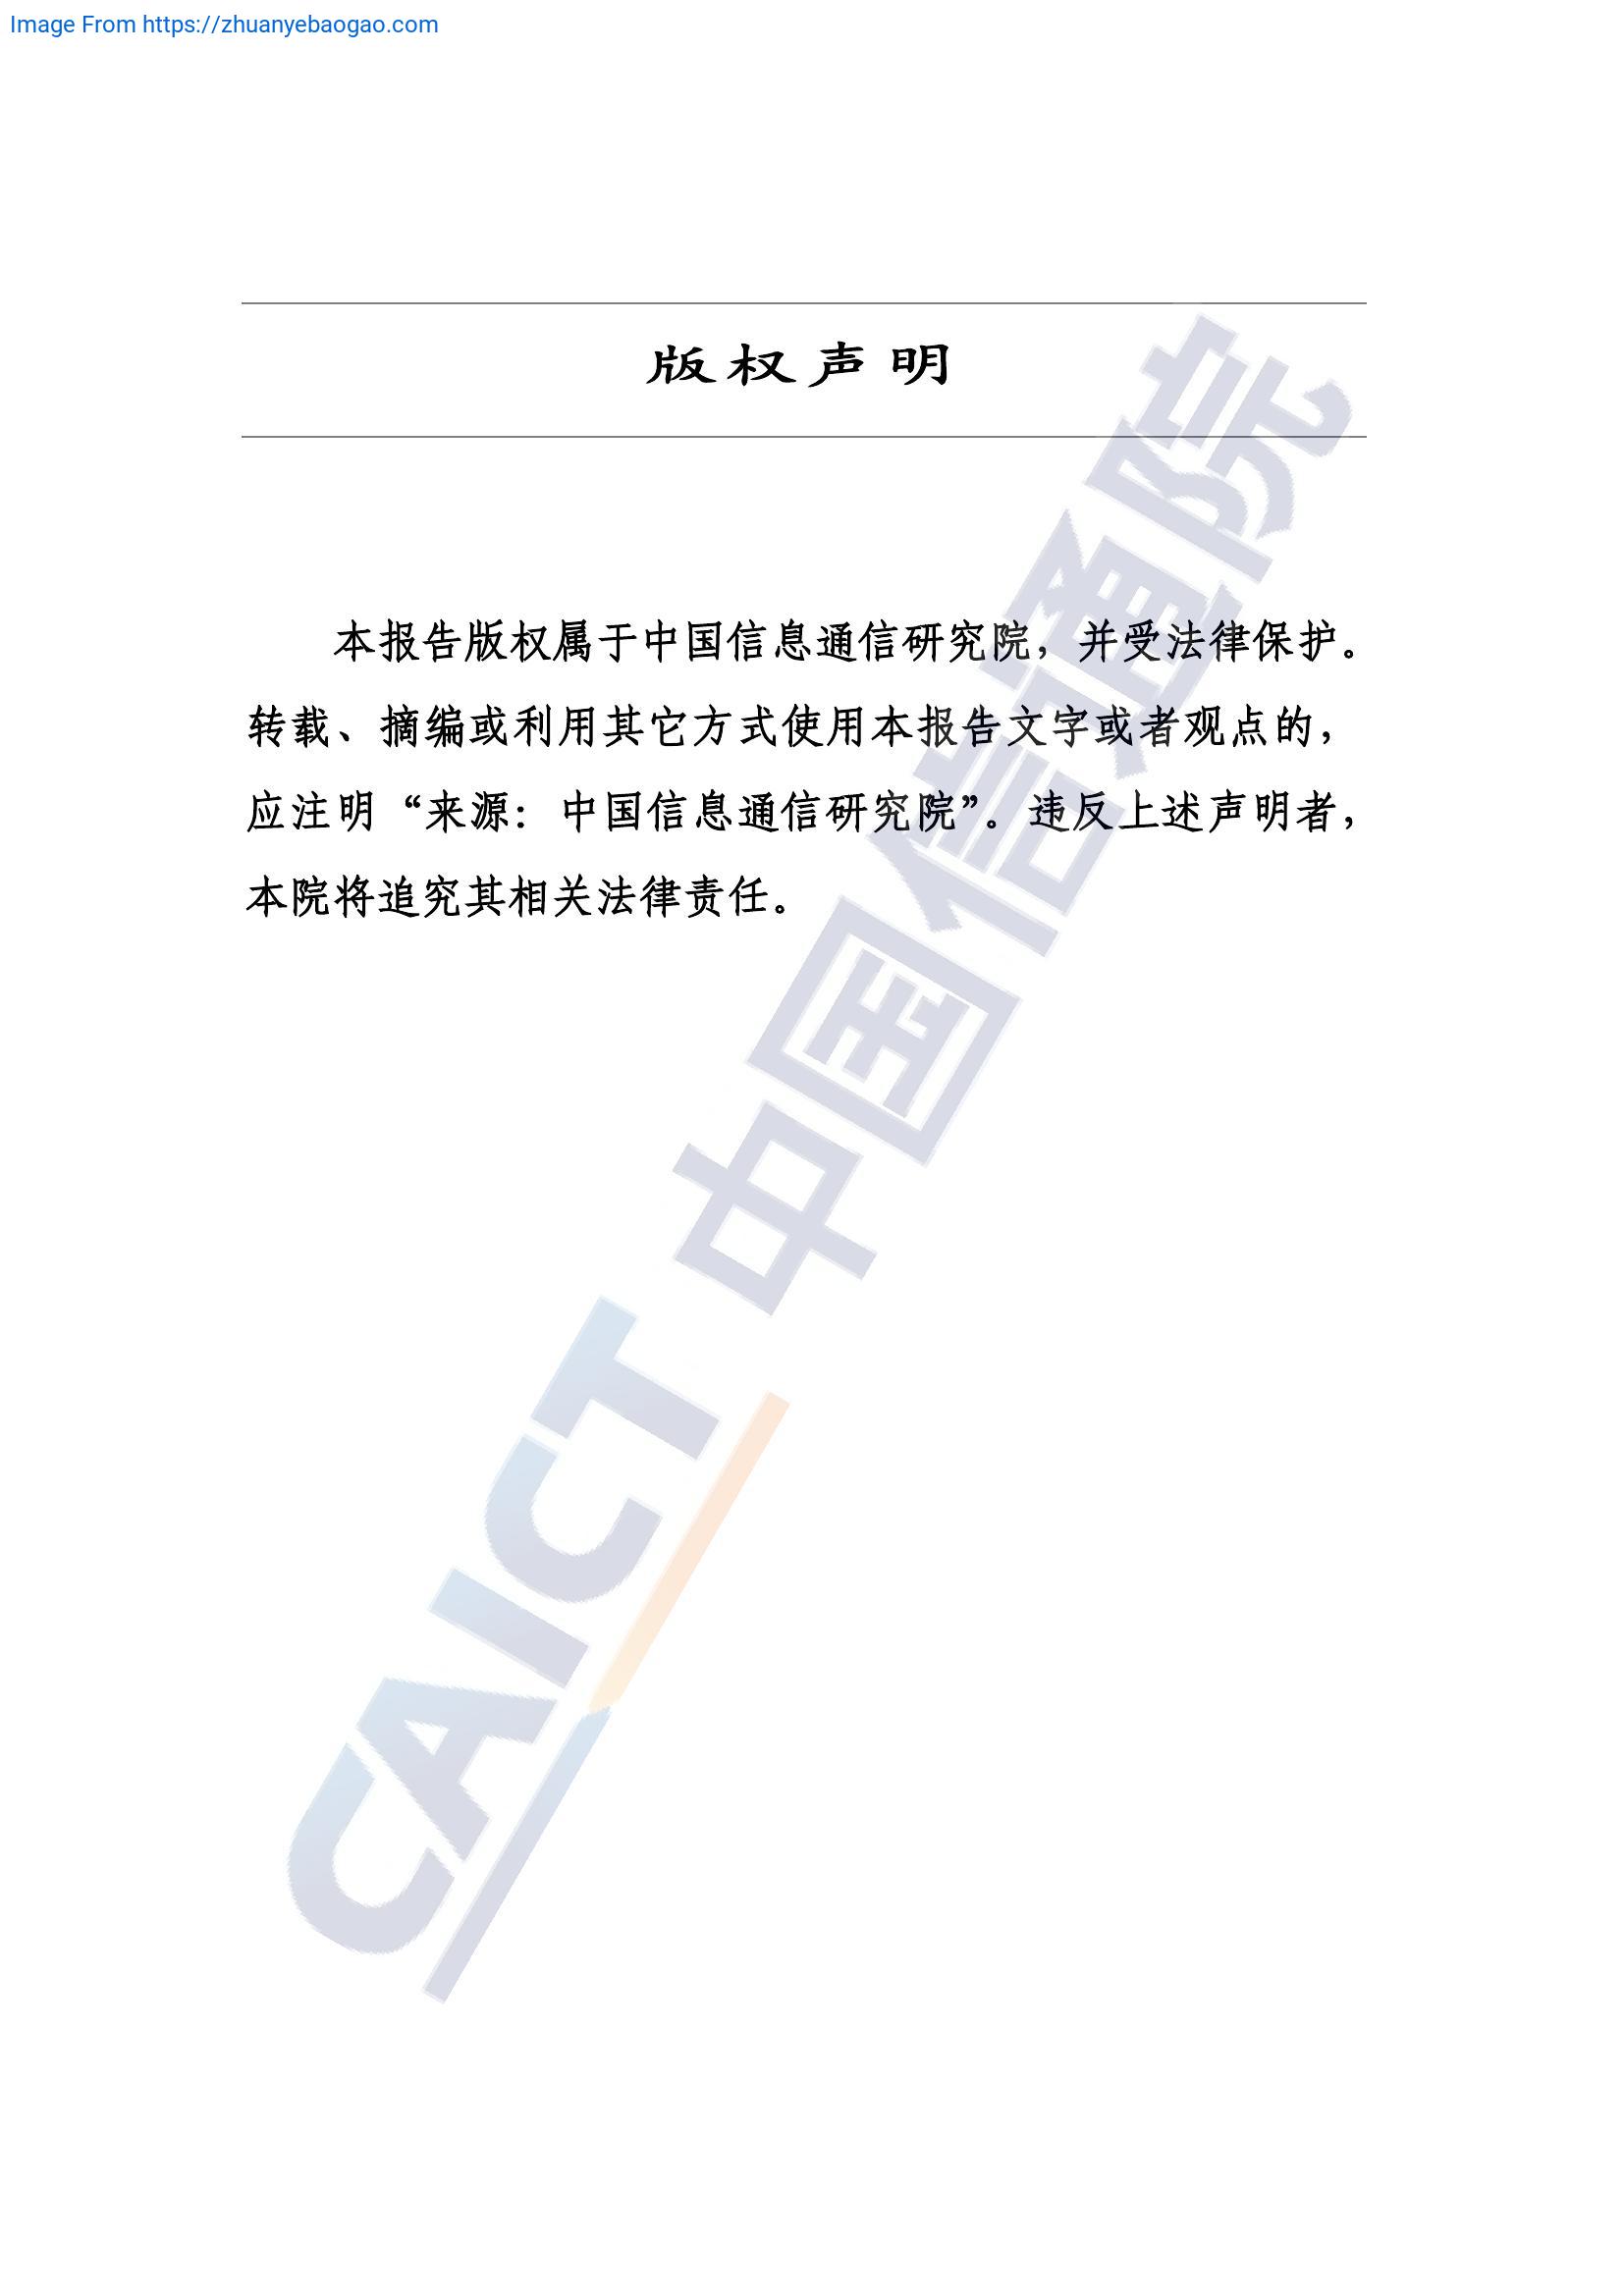 Image From https://zhuanyebaogao.com
版权声明
本报告版权属于中国信息通信研究院，并受法律保护。
转载、摘编或利用其它方式使用本报告文字或者观点的，
应注明“来源：中国信息通信研究院”。违反上述声明者，
本院将追究其相关法律责任。
CAICT 中国信通院